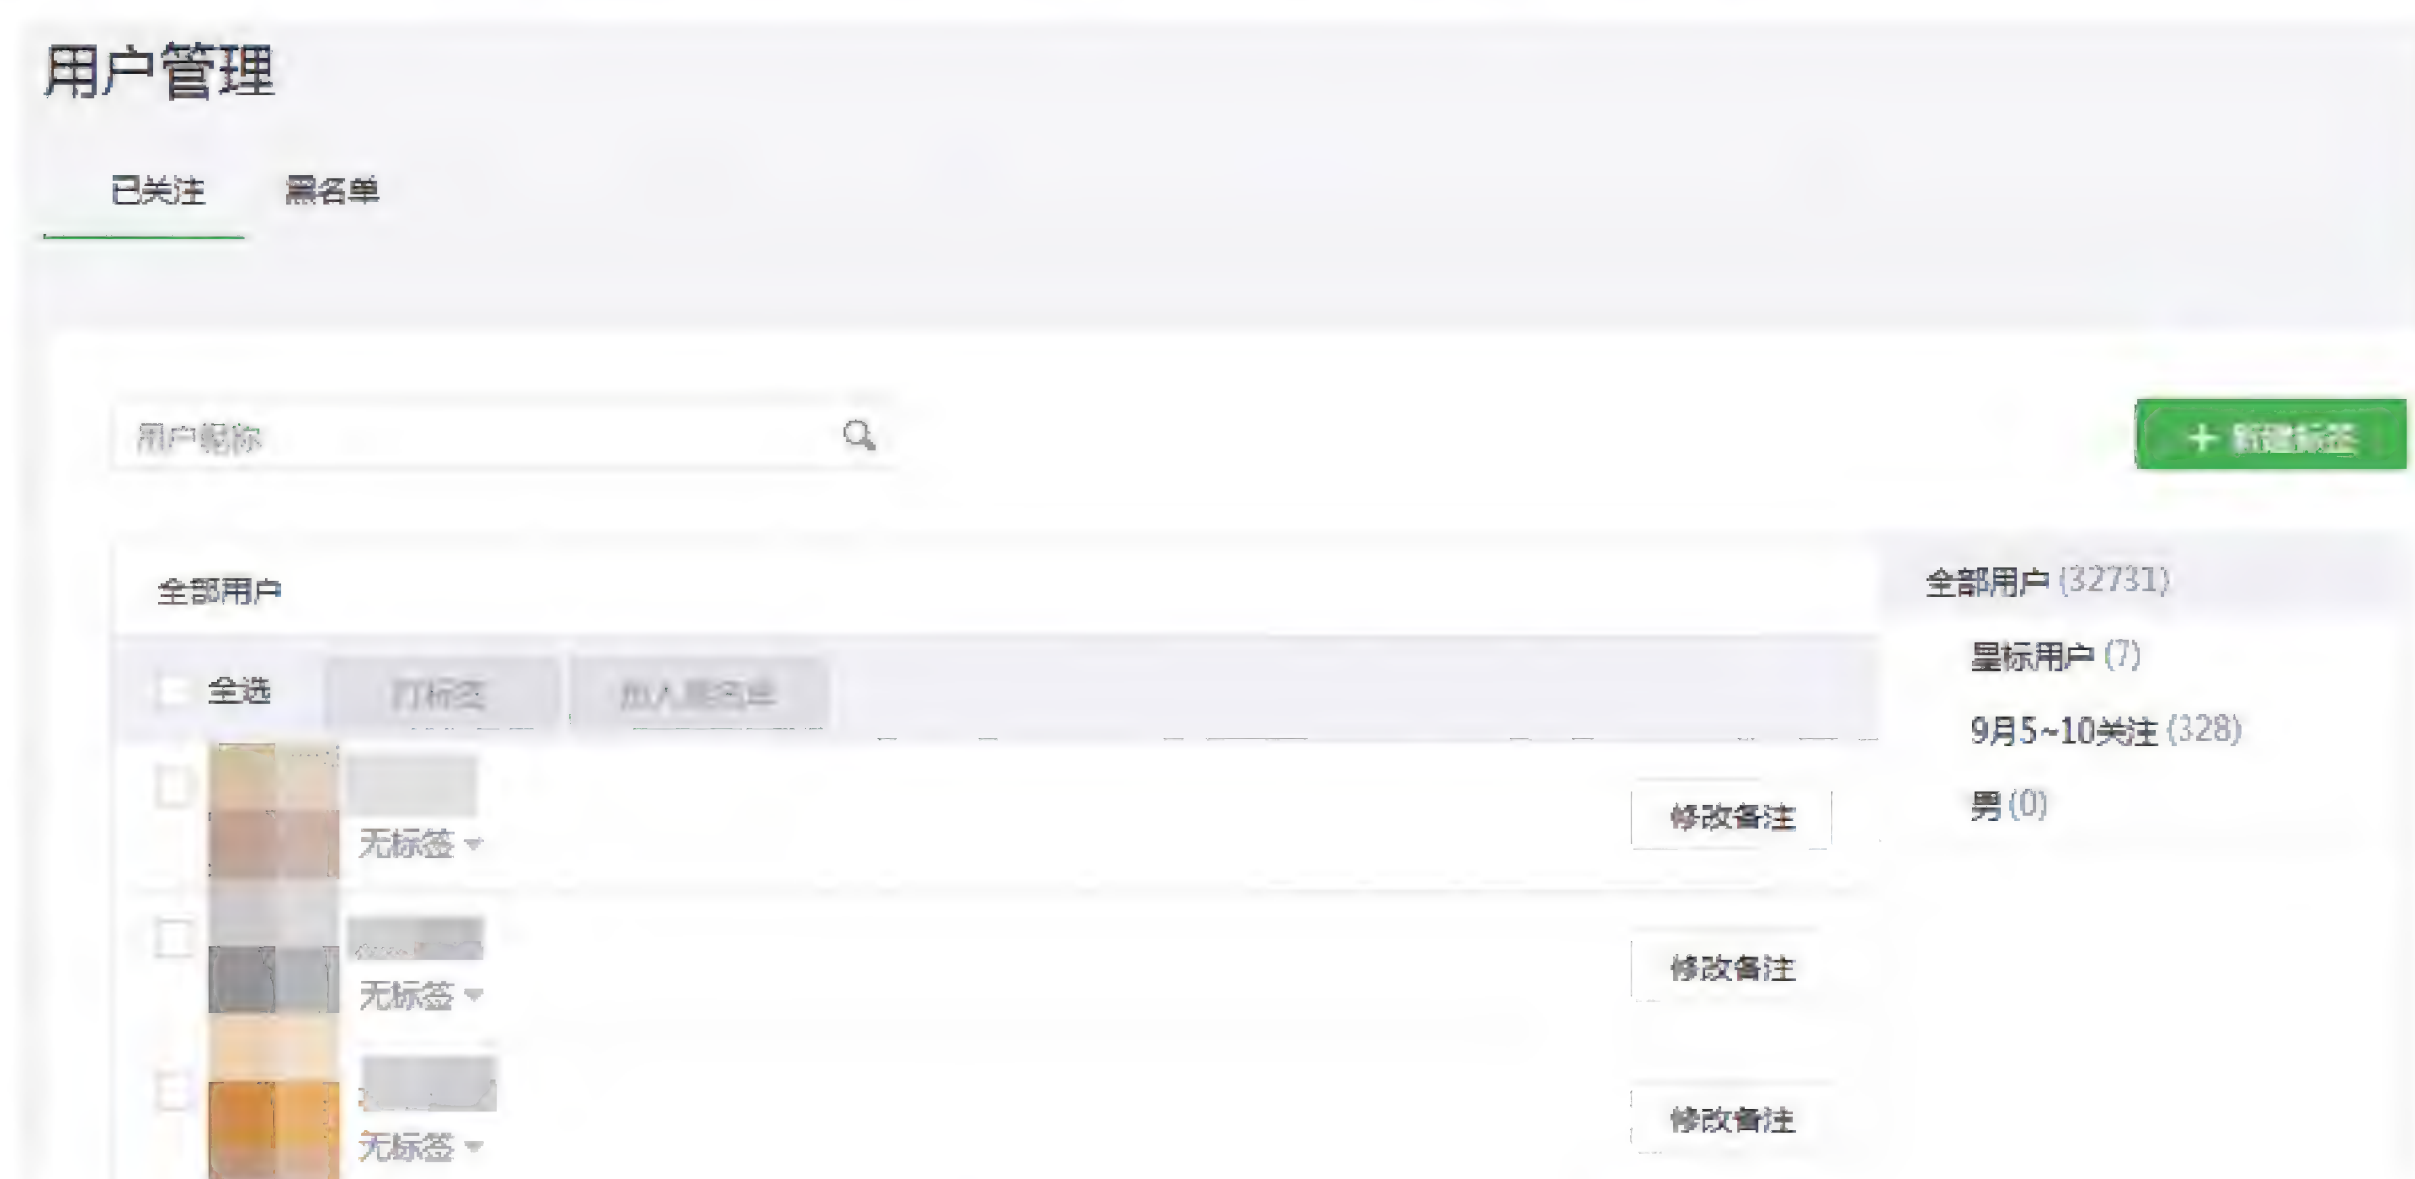 用户管理
已关注 黑名单
用户昵称
+ 新建标签
全部用户
全选 打标签 加入黑名单
无标签
修改备注
无标签
修改备注
无标签
修改备注
全部用户 (32731)
星标用户 (7)
9月5~10关注 (328)
男 (0)